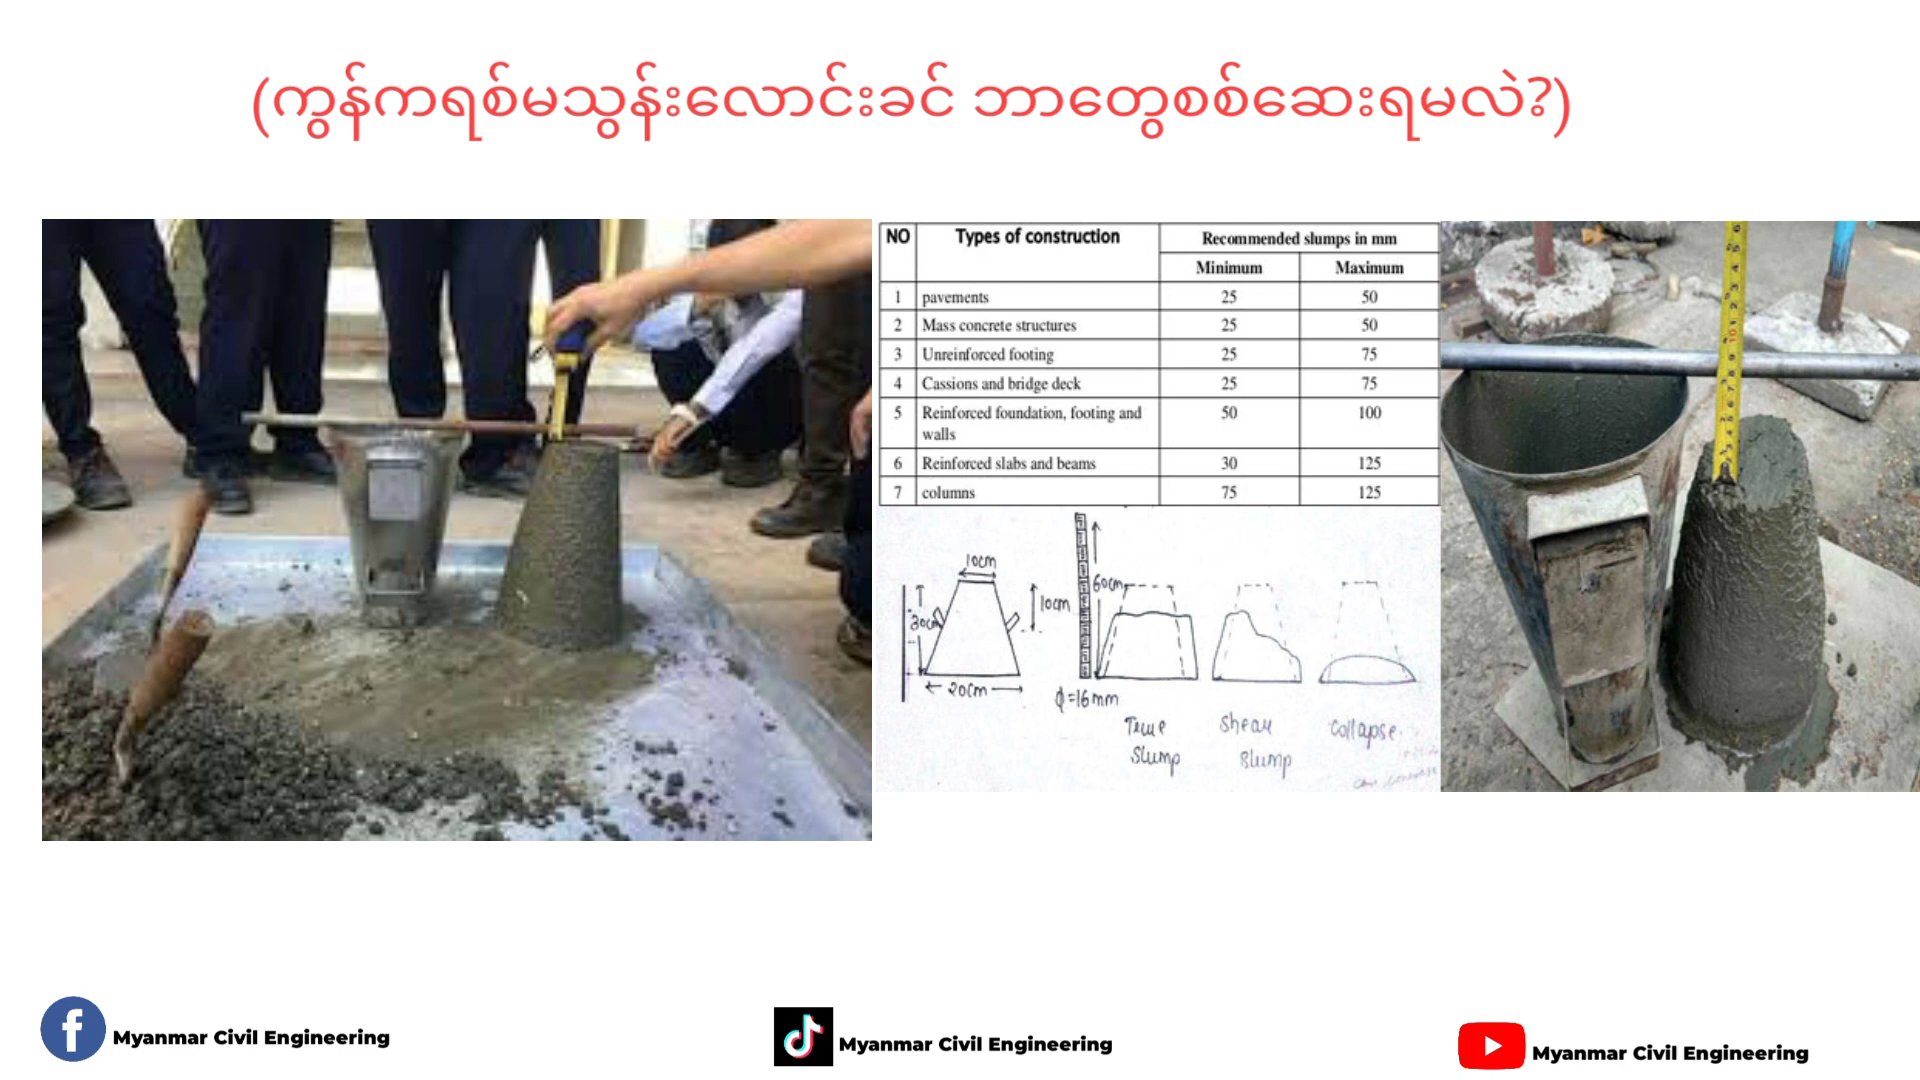 (ကွန်ကရစ်မသွန်းလောင်းခင် ဘာတွေစစ်ဆေးရမလဲ?)
NO Types of construction Recommended slumps in mm
Minimum Maximum
1 pavements 25 50
2 Mass concrete structures 25 50
3 Unreinforced footing 25 75
4 Cassions and bridge deck 25 75
5 Reinforced foundation, footing and 50 100
walls
6 Reinforced slabs and beams 30 125
7 columns 75 125
10cm
30cm
10cm
60cm
20cm
φ=16mm
True
Slump
Shear
Slump
Collapse
Myanmar Civil Engineering
Myanmar Civil Engineering
Myanmar Civil Engineering